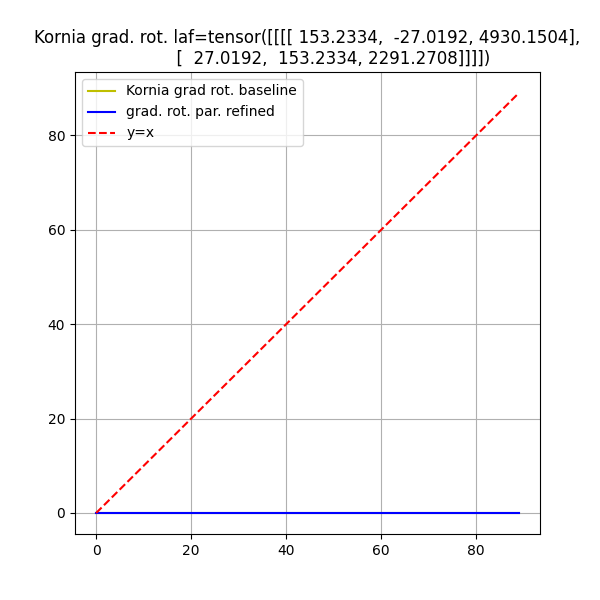 Kornia grad. rot. laf=tensor([[[[ 153.2334,  -27.0192, 4930.1504],
[  27.0192,  153.2334, 2291.2708]]]])
Kornia grad rot. baseline
grad. rot. par. refined
y=x
80
60
40
20
0
0 20 40 60 80